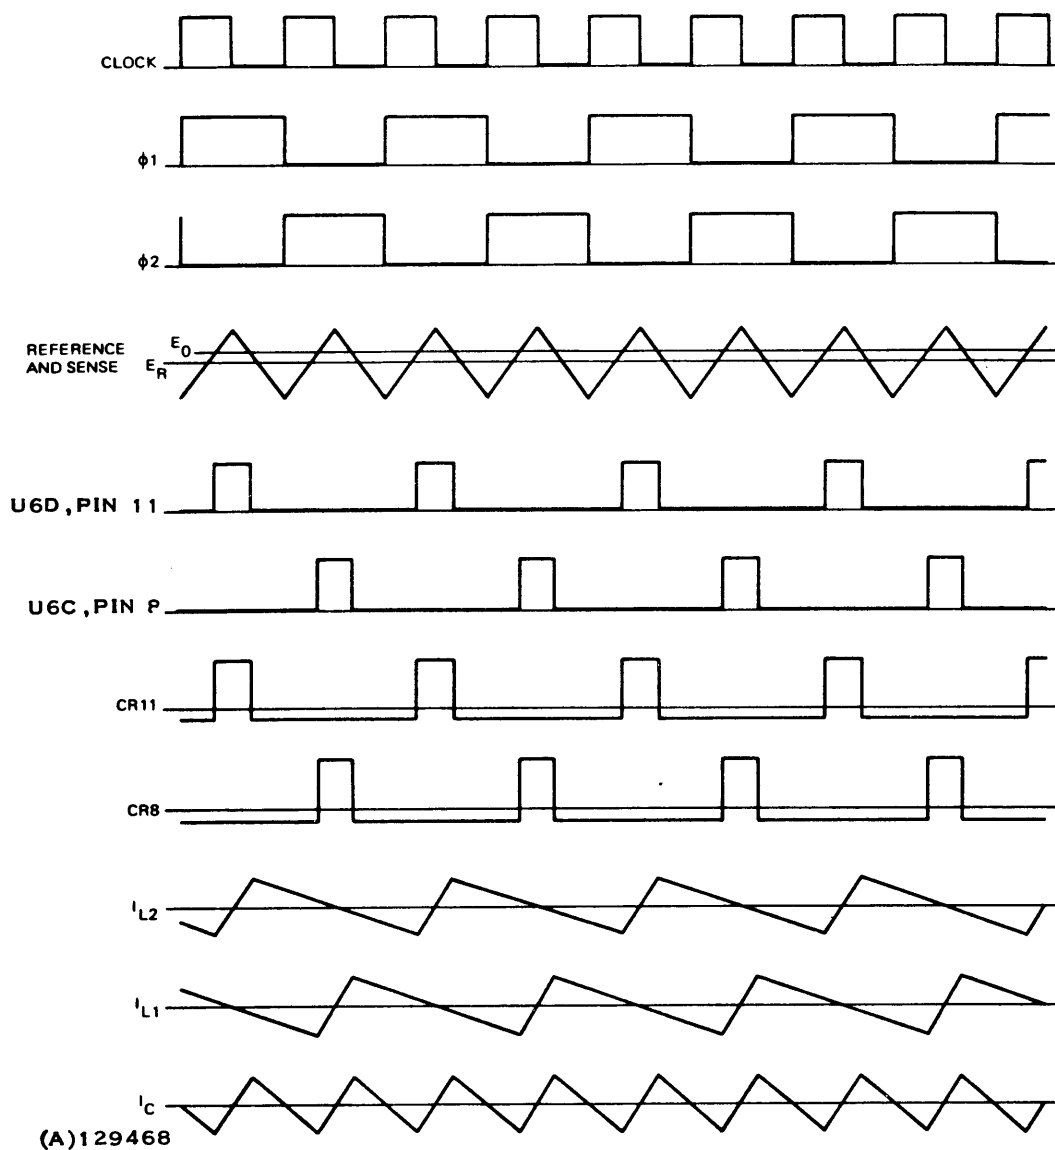 CLOCK
ϕ1
ϕ2
REFERENCE
AND SENSE
E0
ER
U6D, PIN 11
U6C, PIN 8
CR11
CR8
IL2
IL1
IC
(A)129468